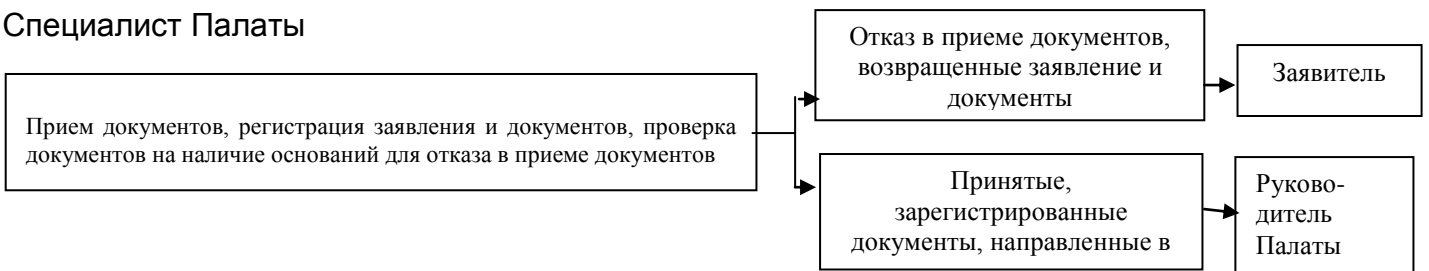 Специалист Палаты
Отказ в приеме документов,
возвращенные заявление и
документы
Заявитель
Прием документов, регистрация заявления и документов, проверка
документов на наличие оснований для отказа в приеме документов
Принятые,
зарегистрированные
документы, направленные в
Руково-
дитель
Палаты